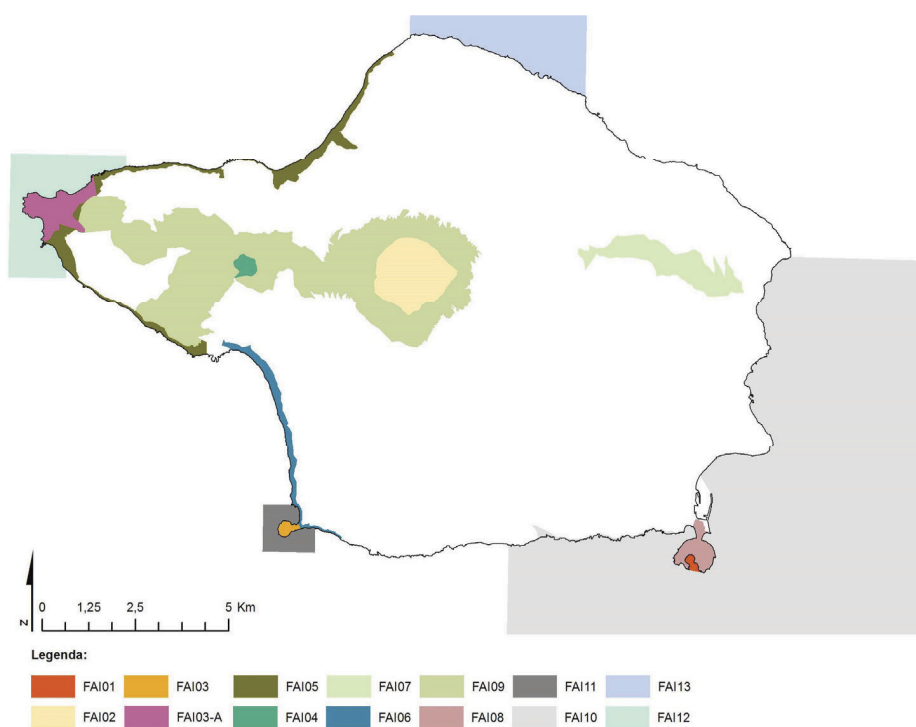 N
0 1,25 2,5 5 Km
Legenda:
FAI01 FAI03 FAI05 FAI07 FAI09 FAI11 FAI13
FAI02 FAI03-A FAI04 FAI06 FAI08 FAI10 FAI12